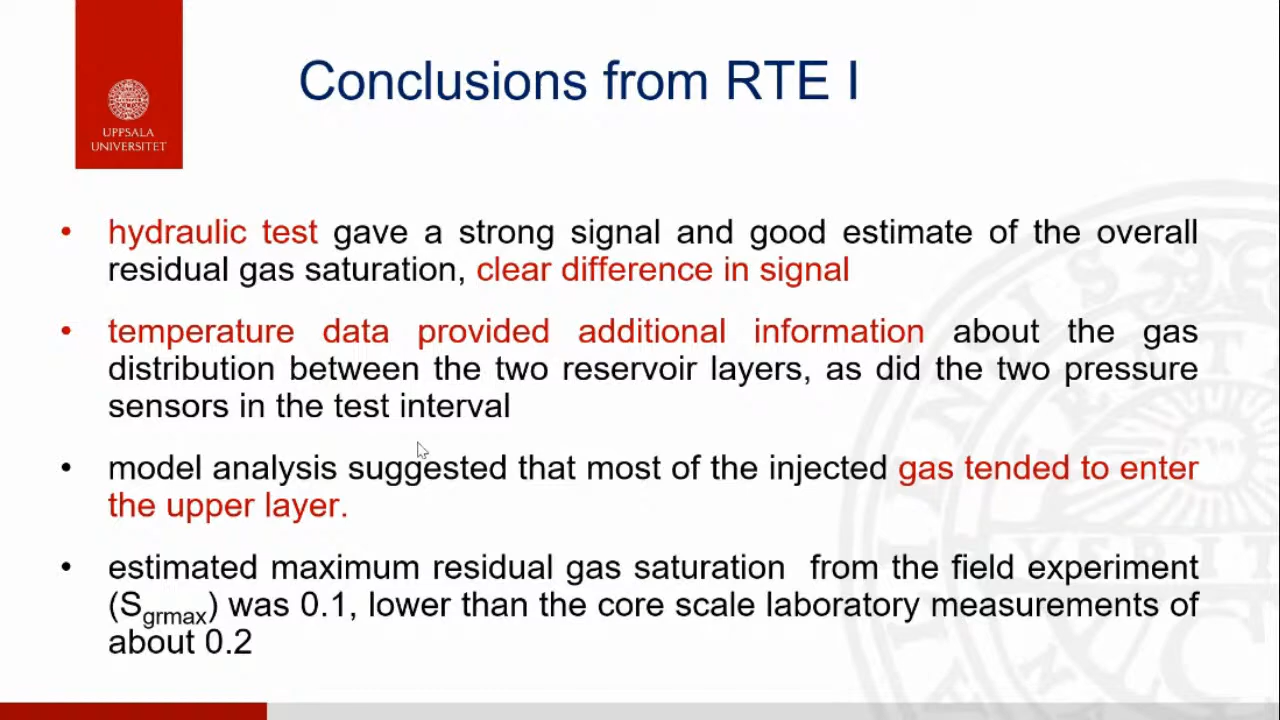 UPPSALA
UNIVERSITET
Conclusions from RTE I
• hydraulic test gave a strong signal and good estimate of the overall
residual gas saturation, clear difference in signal
• temperature data provided additional information about the gas
distribution between the two reservoir layers, as did the two pressure
sensors in the test interval
• model analysis suggested that most of the injected gas tended to enter
the upper layer.
• estimated maximum residual gas saturation from the field experiment
(Sgrmax) was 0.1, lower than the core scale laboratory measurements of
about 0.2